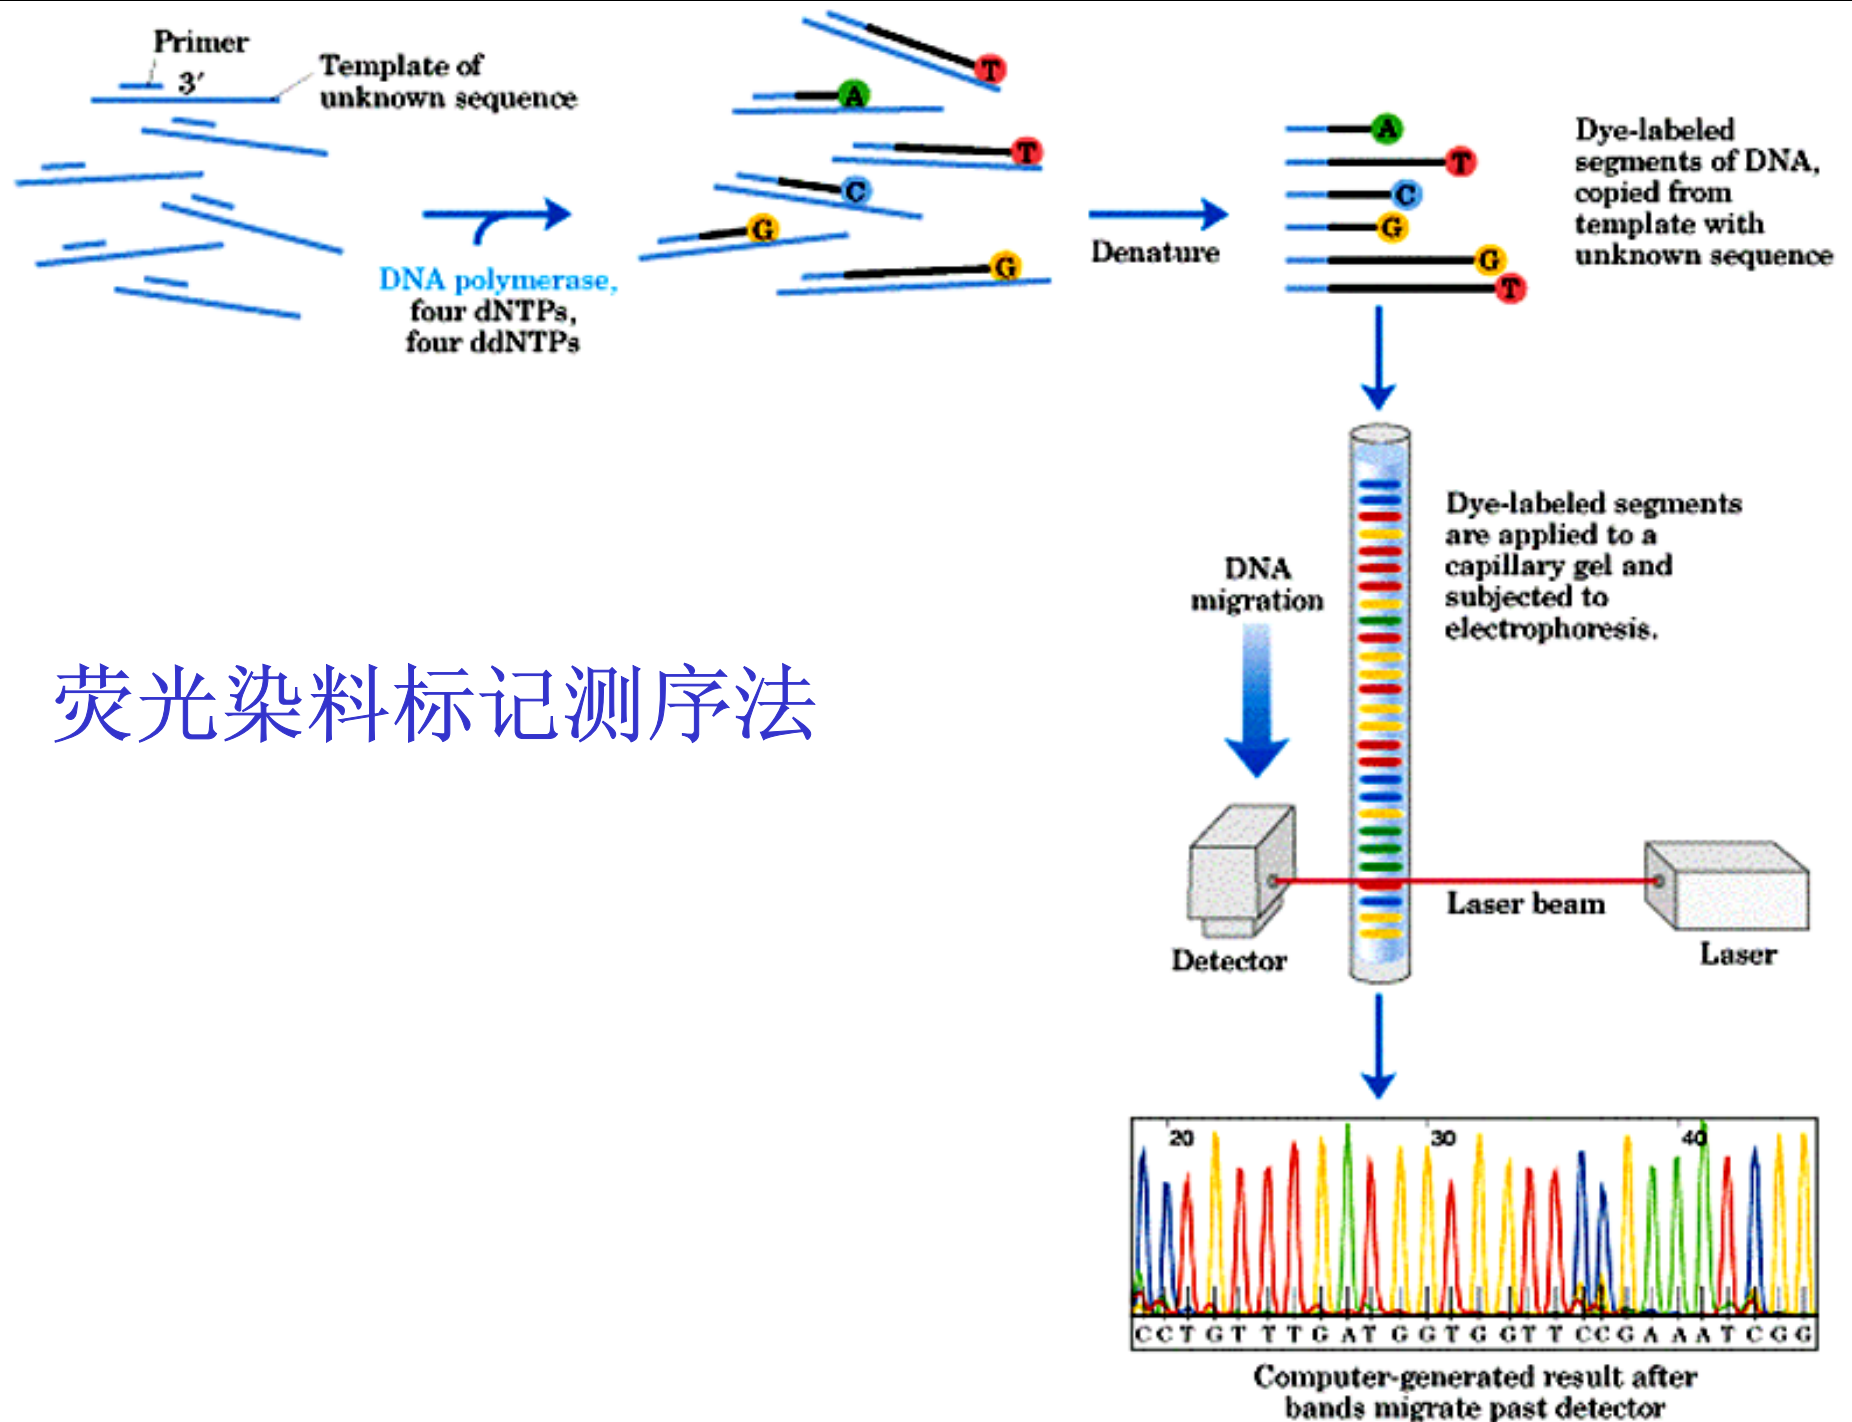 Primer
3′
Template of
unknown sequence
DNA polymerase,
four dNTPs,
four ddNTPs
T
A
T
C
G
G
Denature
A
T
C
G
G
T
Dye-labeled
segments of DNA,
copied from
template with
unknown sequence
Dye-labeled segments
are applied to a
capillary gel and
subjected to
electrophoresis.
DNA
migration
荧光染料标记测序法
Laser beam
Detector
Laser
20 30 40
C C T G T T T G A T G G T G G T T C C G A A A T C G G
Computer-generated result after
bands migrate past detector